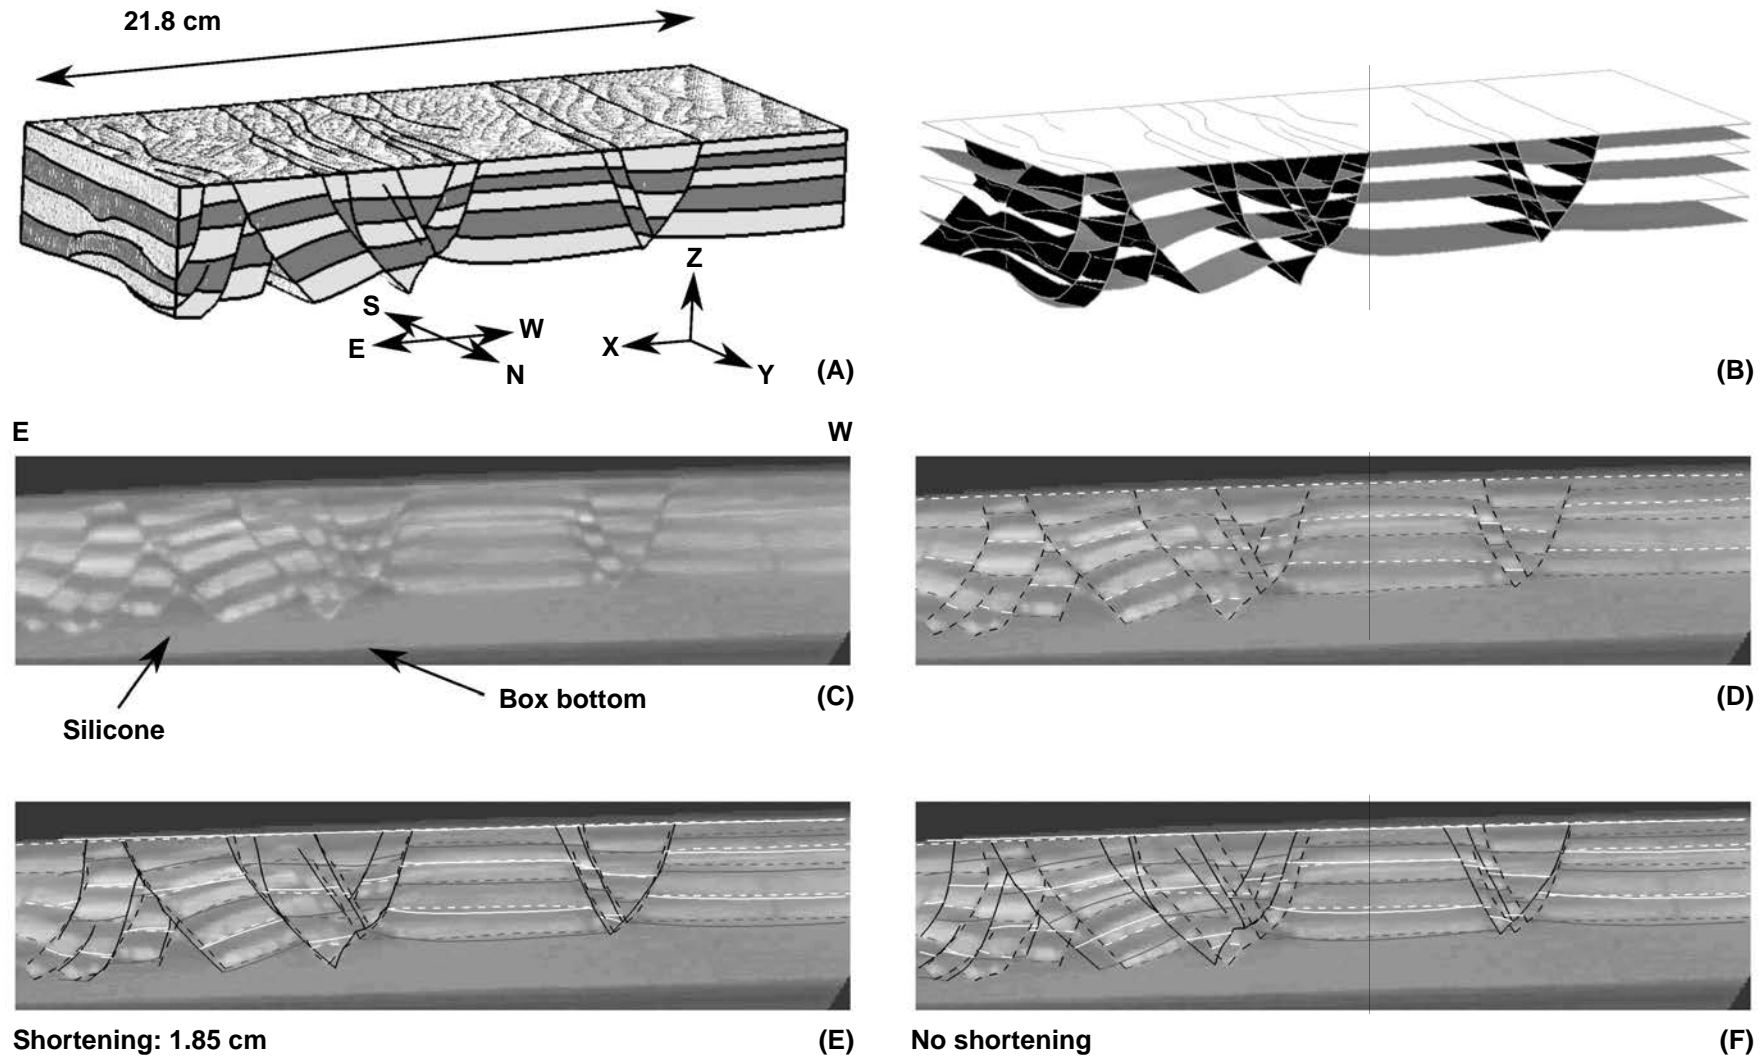 21.8 cm
S
E
W
N
Z
X
Y
(A)
(B)
E
W
Silicone
Box bottom
(C)
(D)
Shortening: 1.85 cm
(E)
No shortening
(F)